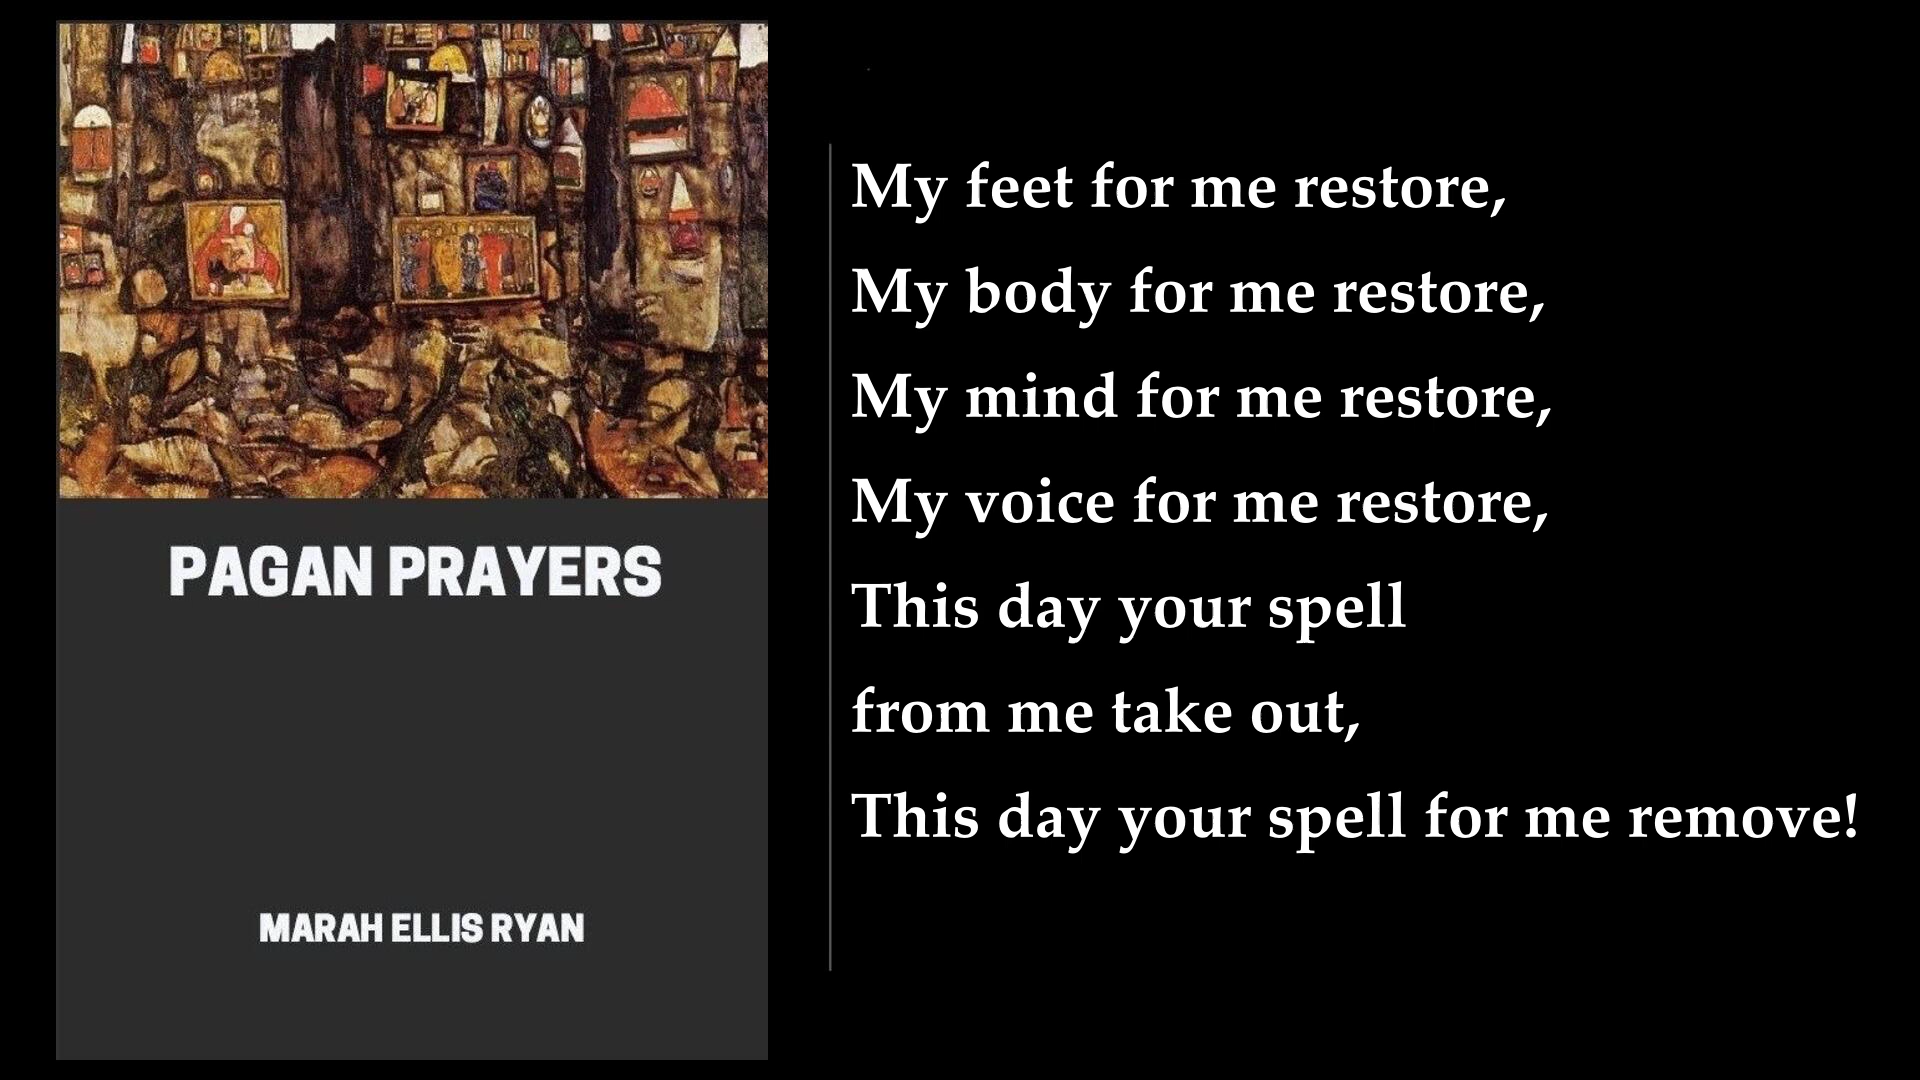 PAGAN PRAYERS
MARAH ELLIS RYAN
My feet for me restore,
My body for me restore,
My mind for me restore,
My voice for me restore,
This day your spell
from me take out,
This day your spell for me remove!